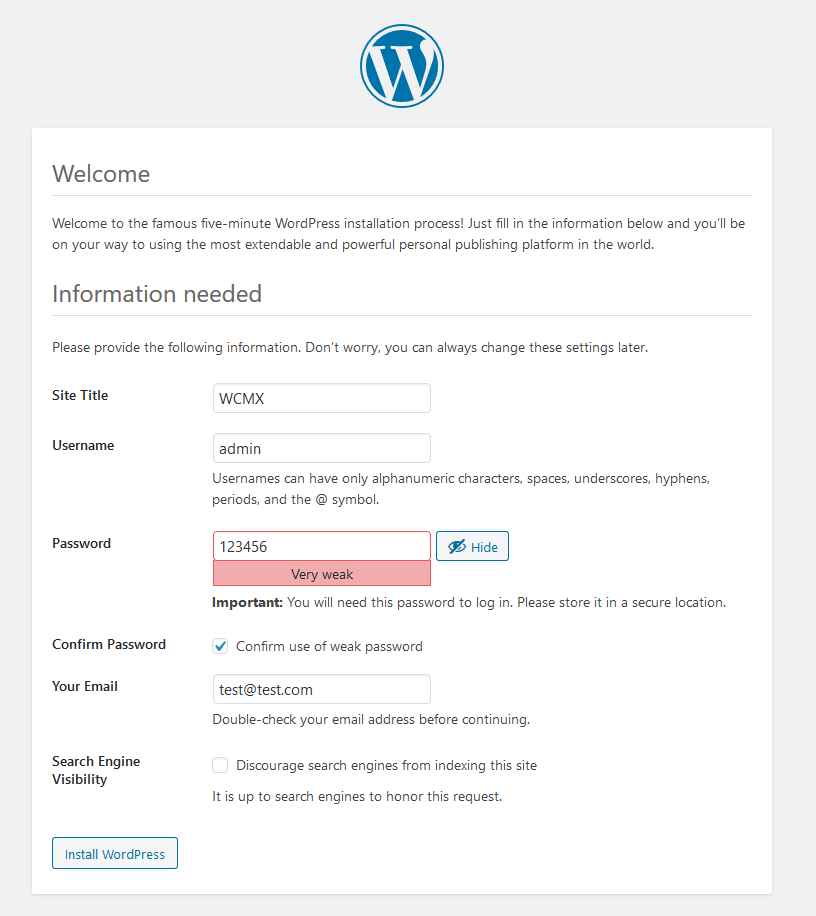 Welcome
Welcome to the famous five-minute WordPress installation process! Just fill in the information below and you’ll be
on your way to using the most extendable and powerful personal publishing platform in the world.
Information needed
Please provide the following information. Don’t worry, you can always change these settings later.
Site Title
WCMX
Username
admin
Usernames can have only alphanumeric characters, spaces, underscores, hyphens,
periods, and the @ symbol.
Password
123456
Hide
Very weak
Important: You will need this password to log in. Please store it in a secure location.
Confirm Password
Confirm use of weak password
Your Email
test@test.com
Double-check your email address before continuing.
Search Engine
Visibility
Discourage search engines from indexing this site
It is up to search engines to honor this request.
Install WordPress